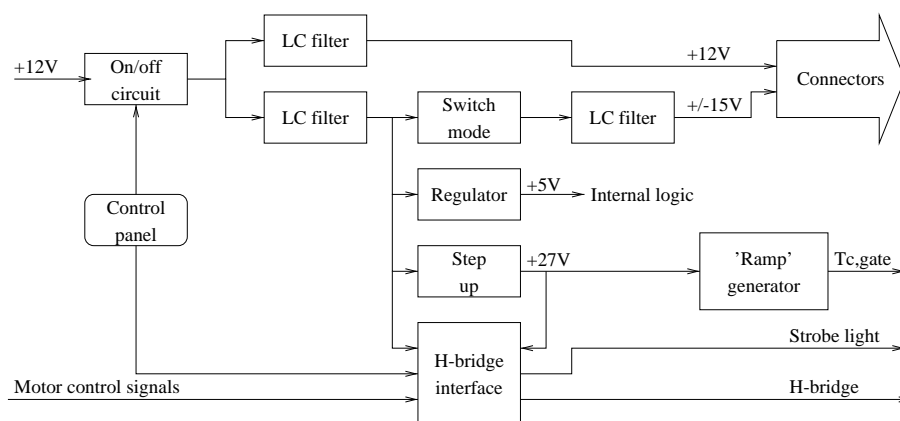 LC filter
+12V
+12V
On/off
circuit
Connectors
LC filter
Switch
mode
LC filter
+/-15V
Regulator
+5V
Internal logic
Control
panel
Step
up
+27V
'Ramp'
generator
Tc,gate
Strobe light
H-bridge
interface
Motor control signals
H-bridge